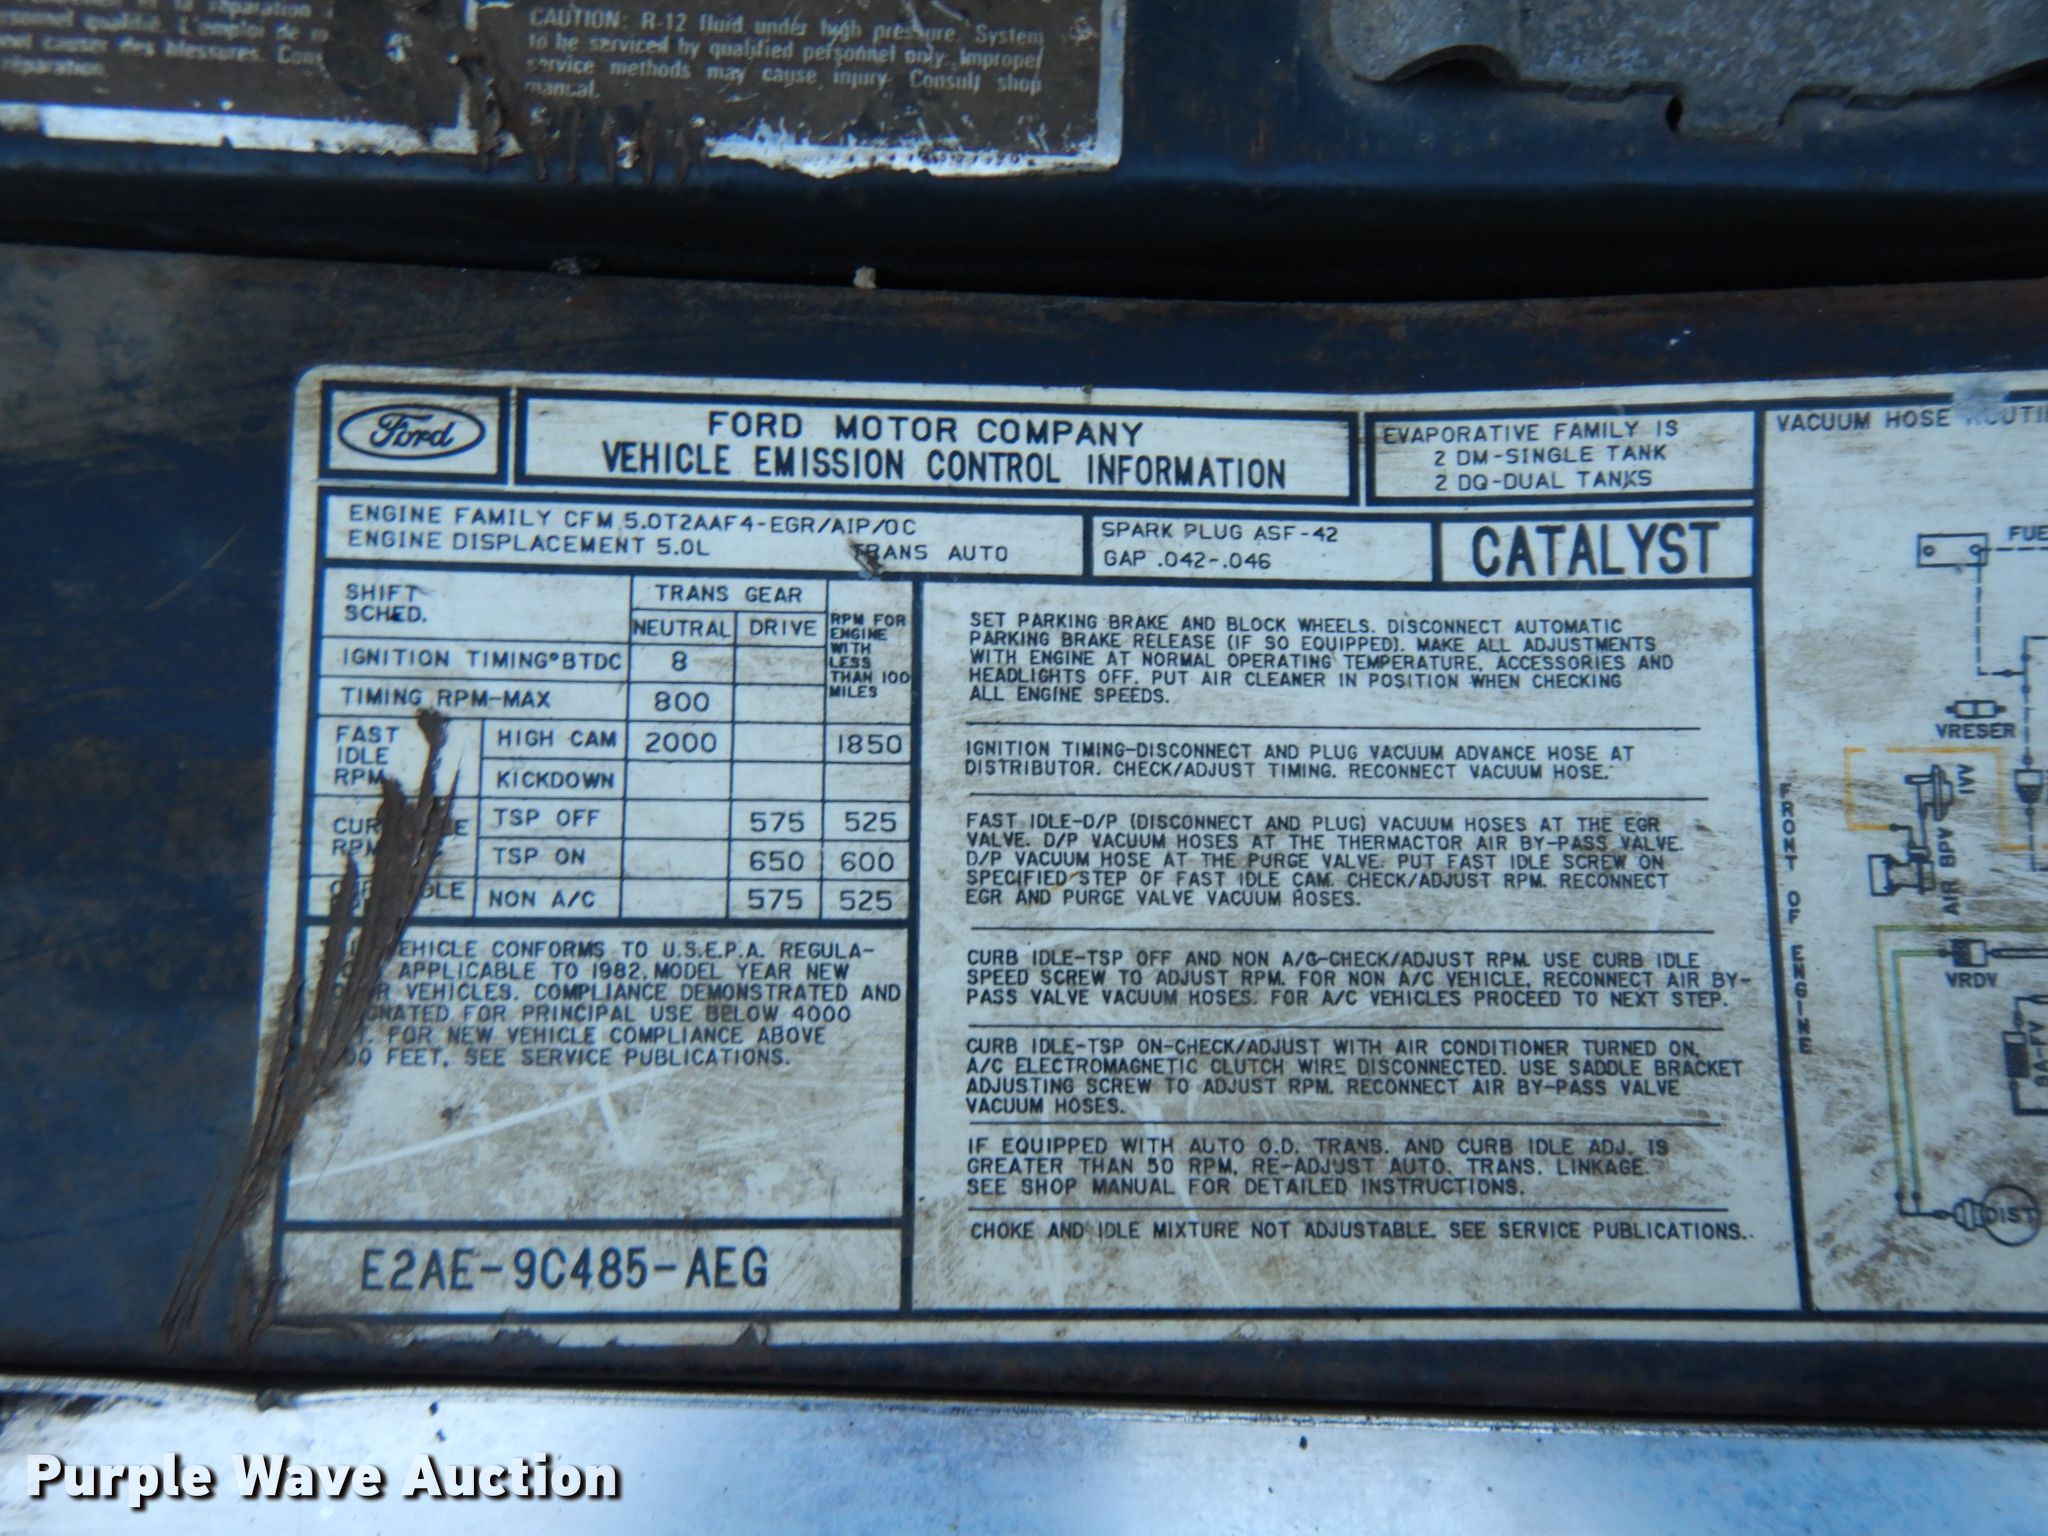 la réparation
qualité. L'emploi de
causer des blessures.
réparation.
CAUTION: R-12 fluid under high pressure. System
to be serviced by qualified personnel only. Improper
service methods may cause injury. Consult shop
manual.
Ford
FORD MOTOR COMPANY
VEHICLE EMISSION CONTROL INFORMATION
EVAPORATIVE FAMILY IS
2 DM-SINGLE TANK
2 DQ-DUAL TANKS
ENGINE FAMILY CFM 5.0T2AAF4-EGR/AIP/OC
ENGINE DISPLACEMENT 5.0L TRANS AUTO
SPARK PLUG ASF-42
GAP .042-.046
CATALYST
SHIFT
SCHED.
TRANS GEAR
NEUTRAL DRIVE
RPM FOR
ENGINE
WITH
LESS
THAN 100
MILES
IGNITION TIMING°BTDC 8
TIMING RPM-MAX 800
FAST
IDLE
RPM
HIGH CAM 2000 1850
KICKDOWN
TSP OFF 575 525
RPM
TSP ON 650 600
NON A/C 575 525
VEHICLE CONFORMS TO U.S.E.P.A. REGULA-
APPLICABLE TO 1982 MODEL YEAR NEW
VEHICLES. COMPLIANCE DEMONSTRATED AND
FOR PRINCIPAL USE BELOW 4000
FOR NEW VEHICLE COMPLIANCE ABOVE
FEET, SEE SERVICE PUBLICATIONS.
E2AE-9C485-AEG
SET PARKING BRAKE AND BLOCK WHEELS. DISCONNECT AUTOMATIC
PARKING BRAKE RELEASE (IF SO EQUIPPED). MAKE ALL ADJUSTMENTS
WITH ENGINE AT NORMAL OPERATING TEMPERATURE, ACCESSORIES AND
HEADLIGHTS OFF. PUT AIR CLEANER IN POSITION WHEN CHECKING
ALL ENGINE SPEEDS.
IGNITION TIMING-DISCONNECT AND PLUG VACUUM ADVANCE HOSE AT
DISTRIBUTOR. CHECK/ADJUST TIMING. RECONNECT VACUUM HOSE.
FAST IDLE-D/P (DISCONNECT AND PLUG) VACUUM HOSES AT THE EGR
VALVE. D/P VACUUM HOSES AT THE THERMACTOR AIR BY-PASS VALVE.
D/P VACUUM HOSE AT THE PURGE VALVE. PUT FAST IDLE SCREW ON
SPECIFIED STEP OF FAST IDLE CAM. CHECK/ADJUST RPM. RECONNECT
EGR AND PURGE VALVE VACUUM HOSES.
CURB IDLE-TSP OFF AND NON A/C-CHECK/ADJUST RPM. USE CURB IDLE
SPEED SCREW TO ADJUST RPM. FOR NON A/C VEHICLE, RECONNECT AIR BY-
PASS VALVE VACUUM HOSES. FOR A/C VEHICLES PROCEED TO NEXT STEP.
CURB IDLE-TSP ON-CHECK/ADJUST WITH AIR CONDITIONER TURNED ON,
A/C ELECTROMAGNETIC CLUTCH WIRE DISCONNECTED. USE SADDLE BRACKET
ADJUSTING SCREW TO ADJUST RPM. RECONNECT AIR BY-PASS VALVE
VACUUM HOSES.
IF EQUIPPED WITH AUTO O.D. TRANS. AND CURB IDLE ADJ. IS
GREATER THAN 50 RPM, RE-ADJUST AUTO. TRANS. LINKAGE.
SEE SHOP MANUAL FOR DETAILED INSTRUCTIONS.
CHOKE AND IDLE MIXTURE NOT ADJUSTABLE. SEE SERVICE PUBLICATIONS.
VACUUM HOSE
FUE
VRESER
IVV
AIR BPV
FRONT OF ENGINE
VRDV
SA-FV
DIST
Purple Wave Auction